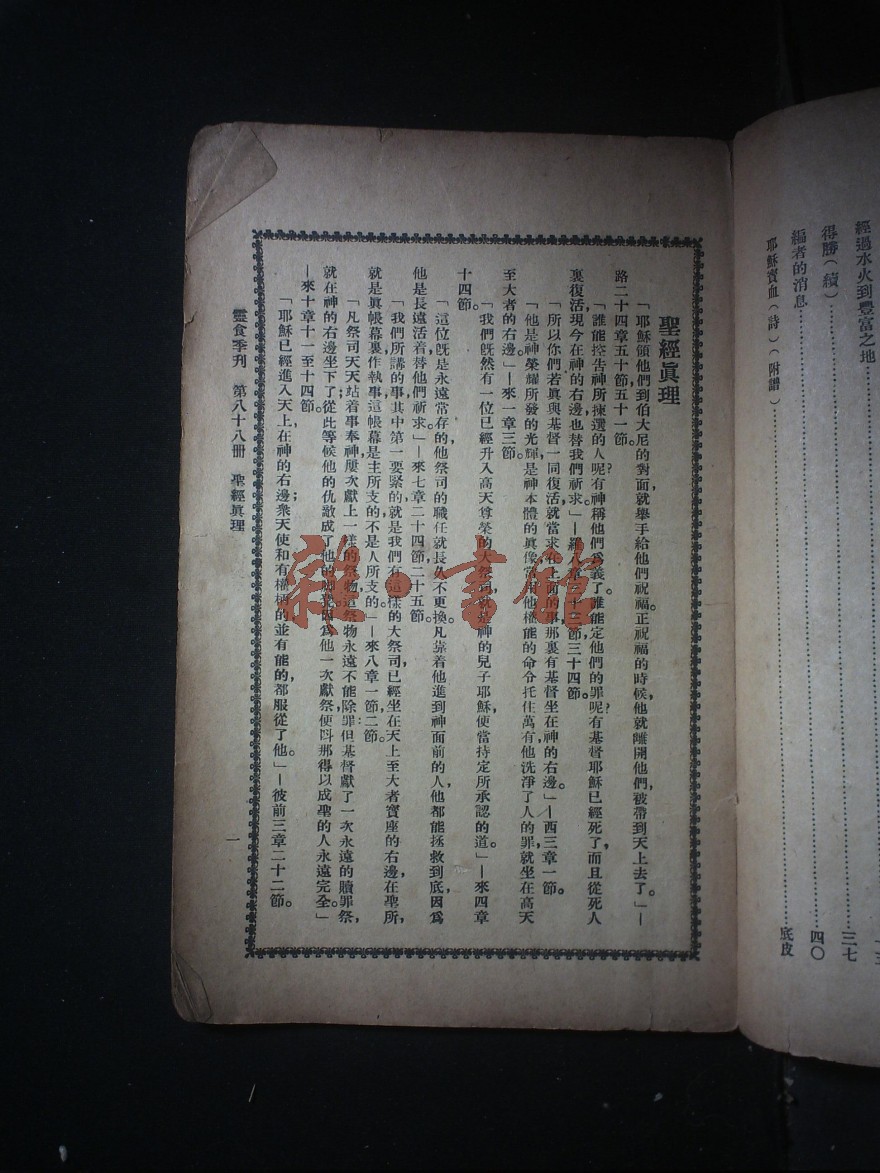 經過水火到豐富之地
得勝(續)⋯⋯三七
編者的消息⋯⋯四〇
耶穌寶血(詩)(附譜)⋯⋯底皮
聖經眞理
「耶穌領他們到伯大尼的對面,就舉手給他們祝福。正祝福的時候,他就離開他們,被帶到天上去了。」—
路二十四章五十節五十一節。
「誰能控告神所揀選的人呢?有神稱他們爲義了。誰能定他們的罪呢?有基督耶穌已經死了,而且從死人
裏復活,現今在神的右邊,也替我們祈求。」—羅八章三十三節三十四節。
「所以你們若眞與基督一同復活,就當求在上面的事,那裏有基督坐在神的右邊。」—西三章一節。
「他是神榮耀所發的光輝,是神本體的眞像,常用他權能的命令托住萬有,他洗淨了人的罪,就坐在高天
至大者的右邊。」—來一章三節。
「我們既然有一位已經升入高天尊榮的大祭司,就是神的兒子耶穌,便當持定所承認的道。」—來四章
十四節。
「這位既是永遠常存的,他祭司的職任就長久不更換。凡靠着他進到神面前的人,他都能拯救到底,因爲
他是長遠活着替他們祈求。」—來七章二十四節二十五節。
「我們所講的事其中第一要緊的,就是我們有這樣的大祭司,已經坐在天上至大者寶座的右邊,在聖所,
就是眞帳幕裏作執事;這帳幕是主所支的,不是人所支的。」—來八章一節二節。
「凡祭司天天站着事奉神,屢次獻上一樣的祭物,這祭物永遠不能除罪。但基督獻了一次永遠的贖罪祭,
就在神的右邊坐下了。從此等候他的仇敵成了他的脚凳。因爲他一次獻祭,便叫那得以成聖的人永遠完全。」
—來十章十一至十四節。
「耶穌已經進入天上,在神的右邊;衆天使和有權柄的,並有能的,都服從了他。」—彼前三章二十二節。
靈食季刊 第八十八冊 聖經眞理 一
雜·書館